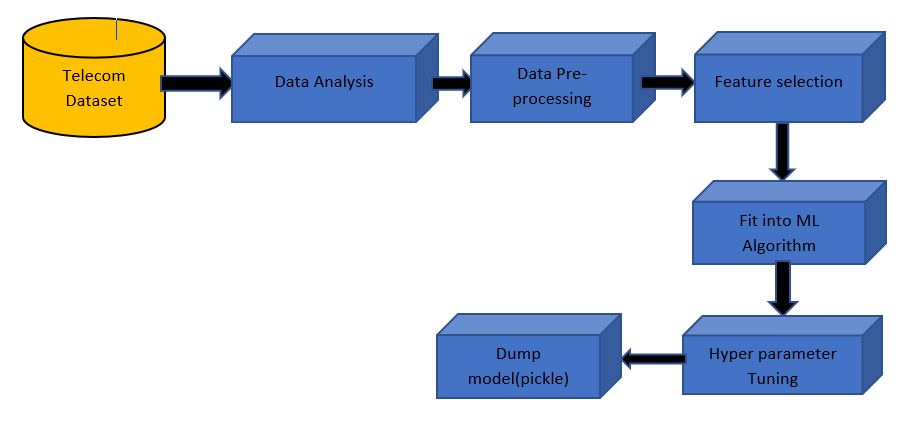 Telecom
Dataset
Data Analysis
Data Pre-
processing
Feature selection
Fit into ML
Algorithm
Hyper parameter
Tuning
Dump
model(pickle)